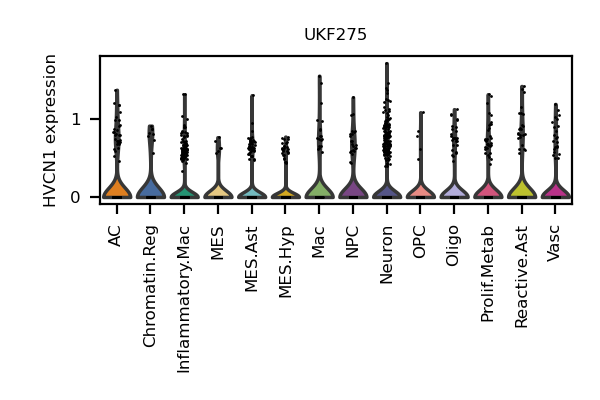 UKF275
HVCN1 expression
1
0
AC
Chromatin.Reg
Inflammatory.Mac
MES
MES.Ast
MES.Hyp
Mac
NPC
Neuron
OPC
Oligo
Prolif.Metab
Reactive.Ast
Vasc